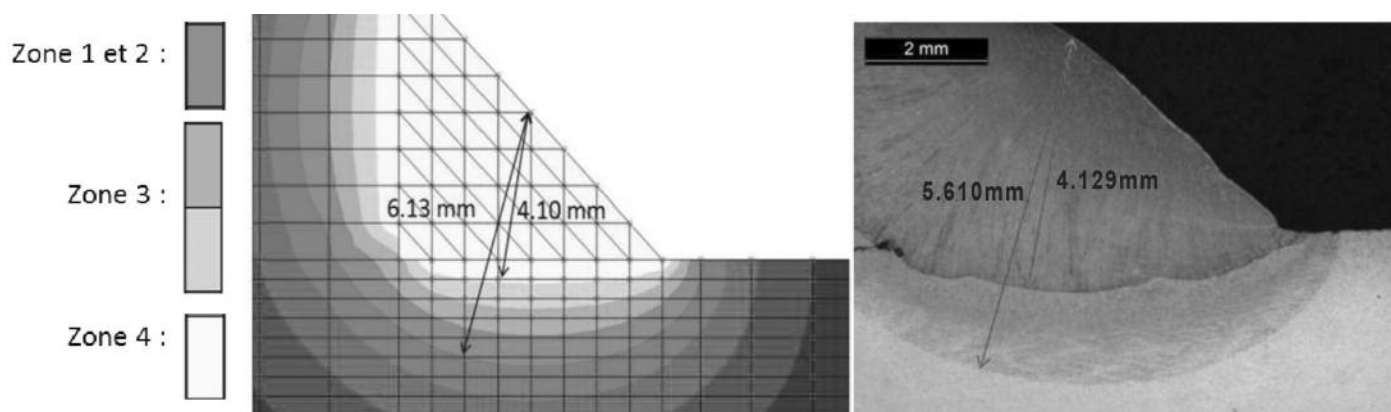 Zone 1 et 2 :
Zone 3 :
Zone 4 :
6.13 mm
4.10 mm
2 mm
5.610mm
4.129mm